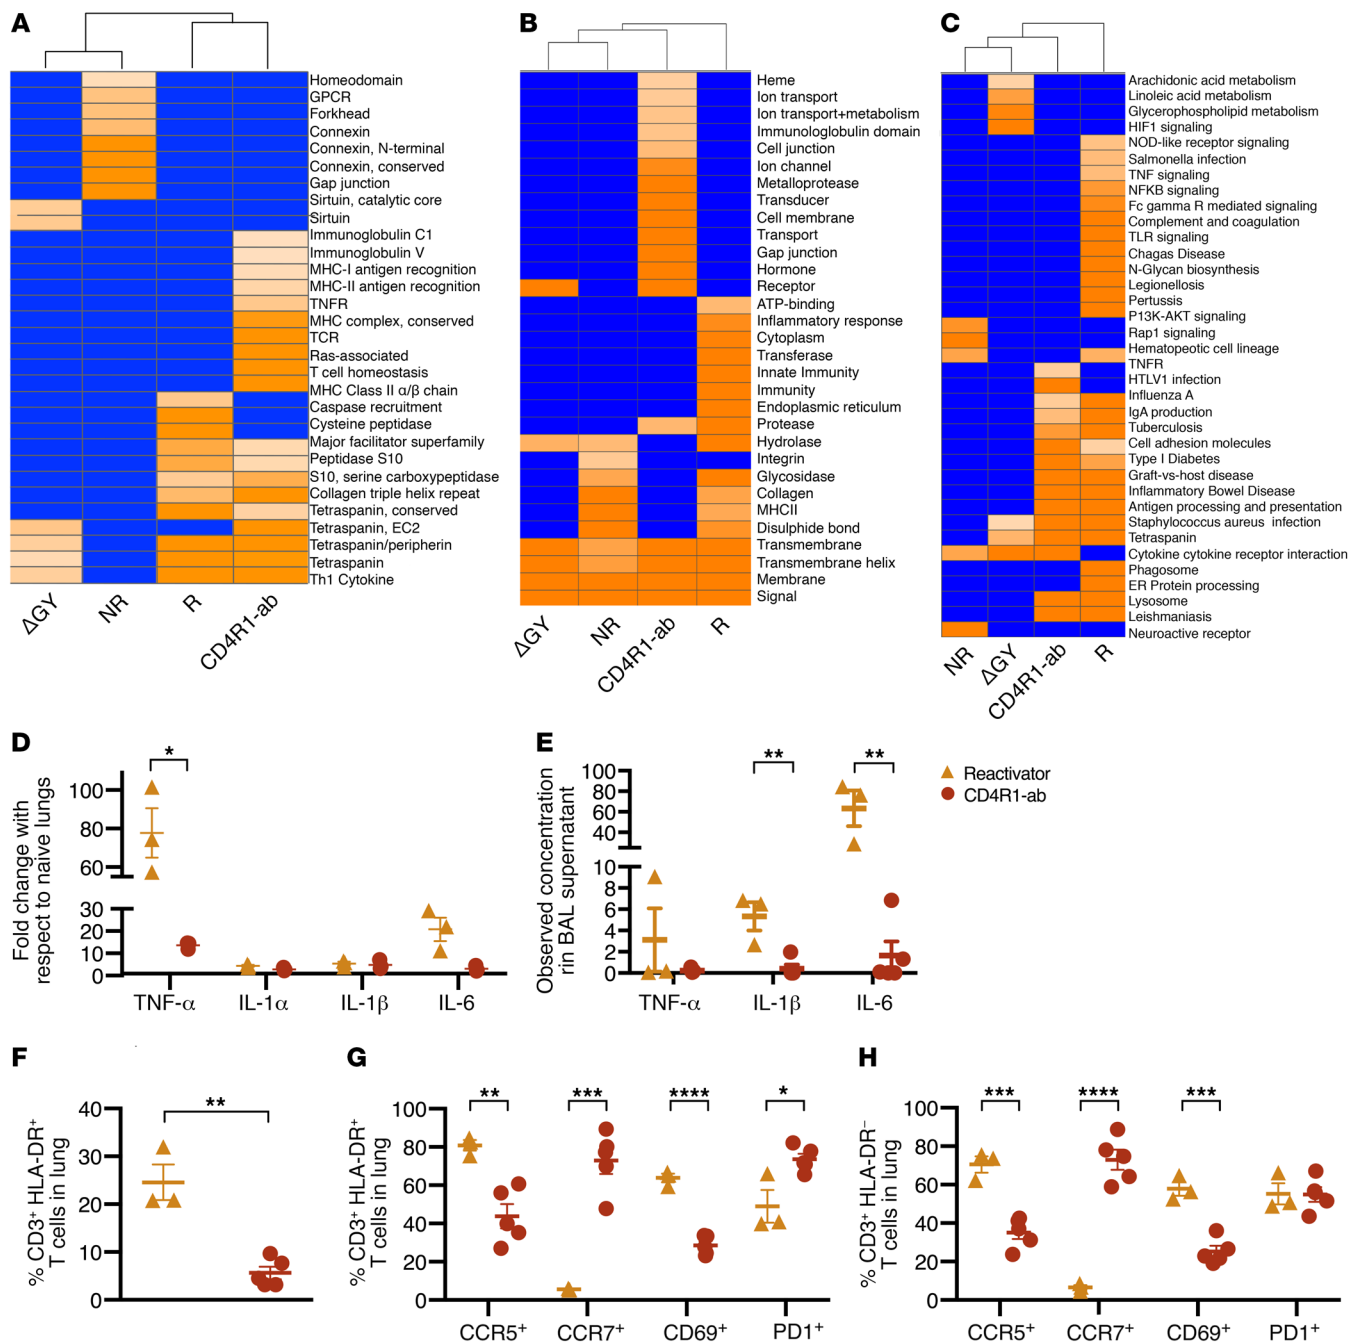 A
Homeodomain
GPCR
Forkhead
Connexin
Connexin, N-terminal
Connexin, conserved
Gap junction
Sirtuin, catalytic core
Sirtuin
Immunoglobulin C1
Immunoglobulin V
MHC-I antigen recognition
MHC-II antigen recognition
TNFR
MHC complex, conserved
TCR
Ras-associated
T cell homeostasis
MHC Class II α/β chain
Caspase recruitment
Cysteine peptidase
Major facilitator superfamily
Peptidase S10
S10, serine carboxypeptidase
Collagen triple helix repeat
Tetraspanin, conserved
Tetraspanin, EC2
Tetraspanin/peripherin
Tetraspanin
Th1 Cytokine
ΔGY
NR
R
CD4R1-ab
B
Heme
Ion transport
Ion transport+metabolism
Immunologlobulin domain
Cell junction
Ion channel
Metalloprotease
Transducer
Cell membrane
Transport
Gap junction
Hormone
Receptor
ATP-binding
Inflammatory response
Cytoplasm
Transferase
Innate Immunity
Immunity
Endoplasmic reticulum
Protease
Hydrolase
Integrin
Glycosidase
Collagen
MHCII
Disulphide bond
Transmembrane
Transmembrane helix
Membrane
Signal
ΔGY
NR
CD4R1-ab
R
C
Arachidonic acid metabolism
Linoleic acid metabolism
Glycerophospholipid metabolism
HIF1 signaling
NOD-like receptor signaling
Salmonella infection
TNF signaling
NFKB signaling
Fc gamma R mediated signaling
Complement and coagulation
TLR signaling
Chagas Disease
N-Glycan biosynthesis
Legionellosis
Pertussis
P13K-AKT signaling
Rap1 signaling
Hematopoetic cell lineage
TNFR
HTLV1 infection
Influenza A
IgA production
Tuberculosis
Cell adhesion molecules
Type I Diabetes
Graft-vs-host disease
Inflammatory Bowel Disease
Antigen processing and presentation
Staphylococcus aureus infection
Tetraspanin
Cytokine cytokine receptor interaction
Phagosome
ER Protein processing
Lysosome
Leishmaniasis
Neuroactive receptor
NR
ΔGY
CD4R1-ab
R
D
Fold change with
respect to naive lungs
100
80
60
30
20
10
0
*
TNF-α
IL-1α
IL-1β
IL-6
E
Observed concentration
rin BAL supernatant
100
80
60
40
10
8
6
4
2
0
**
**
TNF-α
IL-1β
IL-6
Reactivator
CD4R1-ab
F
% CD3+ HLA-DR+
T cells in lung
40
30
20
10
0
**
G
% CD3+ HLA-DR+
T cells in lung
100
80
60
40
20
0
**
***
****
*
CCR5+
CCR7+
CD69+
PD1+
H
% CD3+ HLA-DR−
T cells in lung
100
80
60
40
20
0
***
****
***
CCR5+
CCR7+
CD69+
PD1+